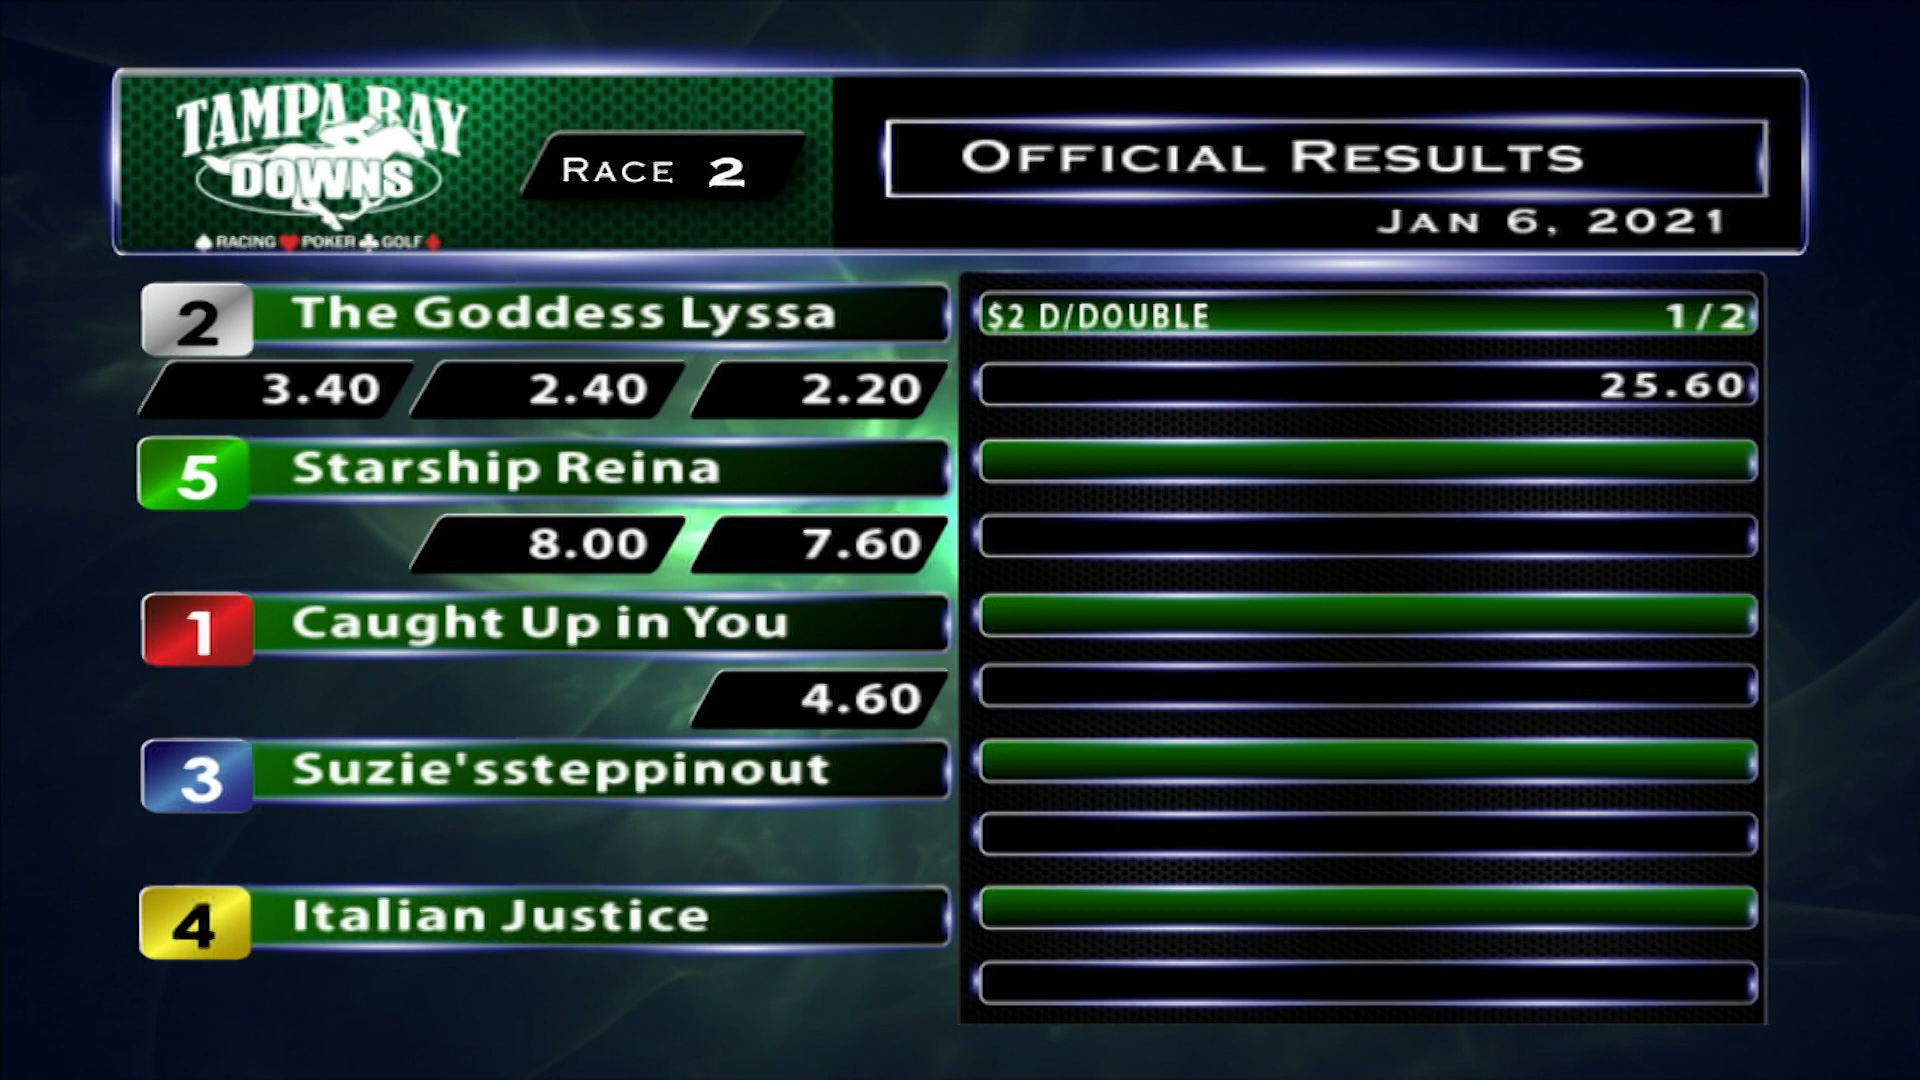 TAMPA BAY
DOWNS
RACING POKER GOLF
RACE 2
OFFICIAL RESULTS
JAN 6, 2021
2 The Goddess Lyssa
3.40 2.40 2.20
5 Starship Reina
8.00 7.60
1 Caught Up in You
4.60
3 Suzie'ssteppinout
4 Italian Justice
$2 D/DOUBLE 1/2
25.60